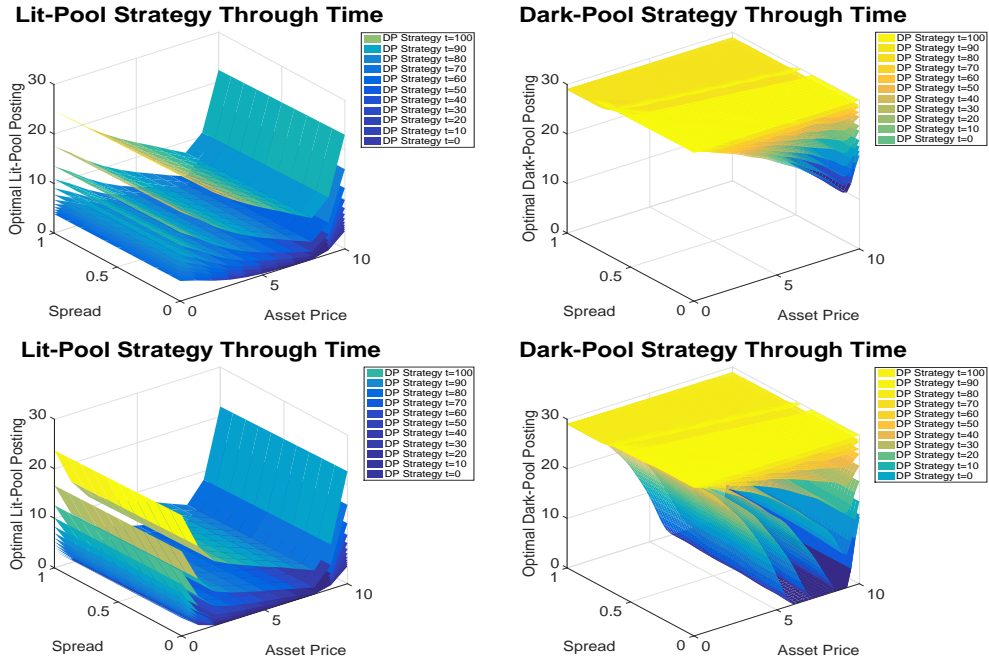 Lit-Pool Strategy Through Time
DP Strategy t=100
DP Strategy t=90
DP Strategy t=80
DP Strategy t=70
DP Strategy t=60
DP Strategy t=50
DP Strategy t=40
DP Strategy t=30
DP Strategy t=20
DP Strategy t=10
DP Strategy t=0
Optimal Lit-Pool Posting
30
20
10
0
1
0.5
0
Spread
0
5
10
Asset Price
Dark-Pool Strategy Through Time
DP Strategy t=100
DP Strategy t=90
DP Strategy t=80
DP Strategy t=70
DP Strategy t=60
DP Strategy t=50
DP Strategy t=40
DP Strategy t=30
DP Strategy t=20
DP Strategy t=10
DP Strategy t=0
Optimal Dark-Pool Posting
30
20
10
0
1
0.5
0
Spread
0
5
10
Asset Price
Lit-Pool Strategy Through Time
DP Strategy t=100
DP Strategy t=90
DP Strategy t=80
DP Strategy t=70
DP Strategy t=60
DP Strategy t=50
DP Strategy t=40
DP Strategy t=30
DP Strategy t=20
DP Strategy t=10
DP Strategy t=0
Optimal Lit-Pool Posting
30
20
10
0
1
0.5
0
Spread
0
5
10
Asset Price
Dark-Pool Strategy Through Time
DP Strategy t=100
DP Strategy t=90
DP Strategy t=80
DP Strategy t=70
DP Strategy t=60
DP Strategy t=50
DP Strategy t=40
DP Strategy t=30
DP Strategy t=20
DP Strategy t=10
DP Strategy t=0
Optimal Dark-Pool Posting
30
20
10
0
1
0.5
0
Spread
0
5
10
Asset Price